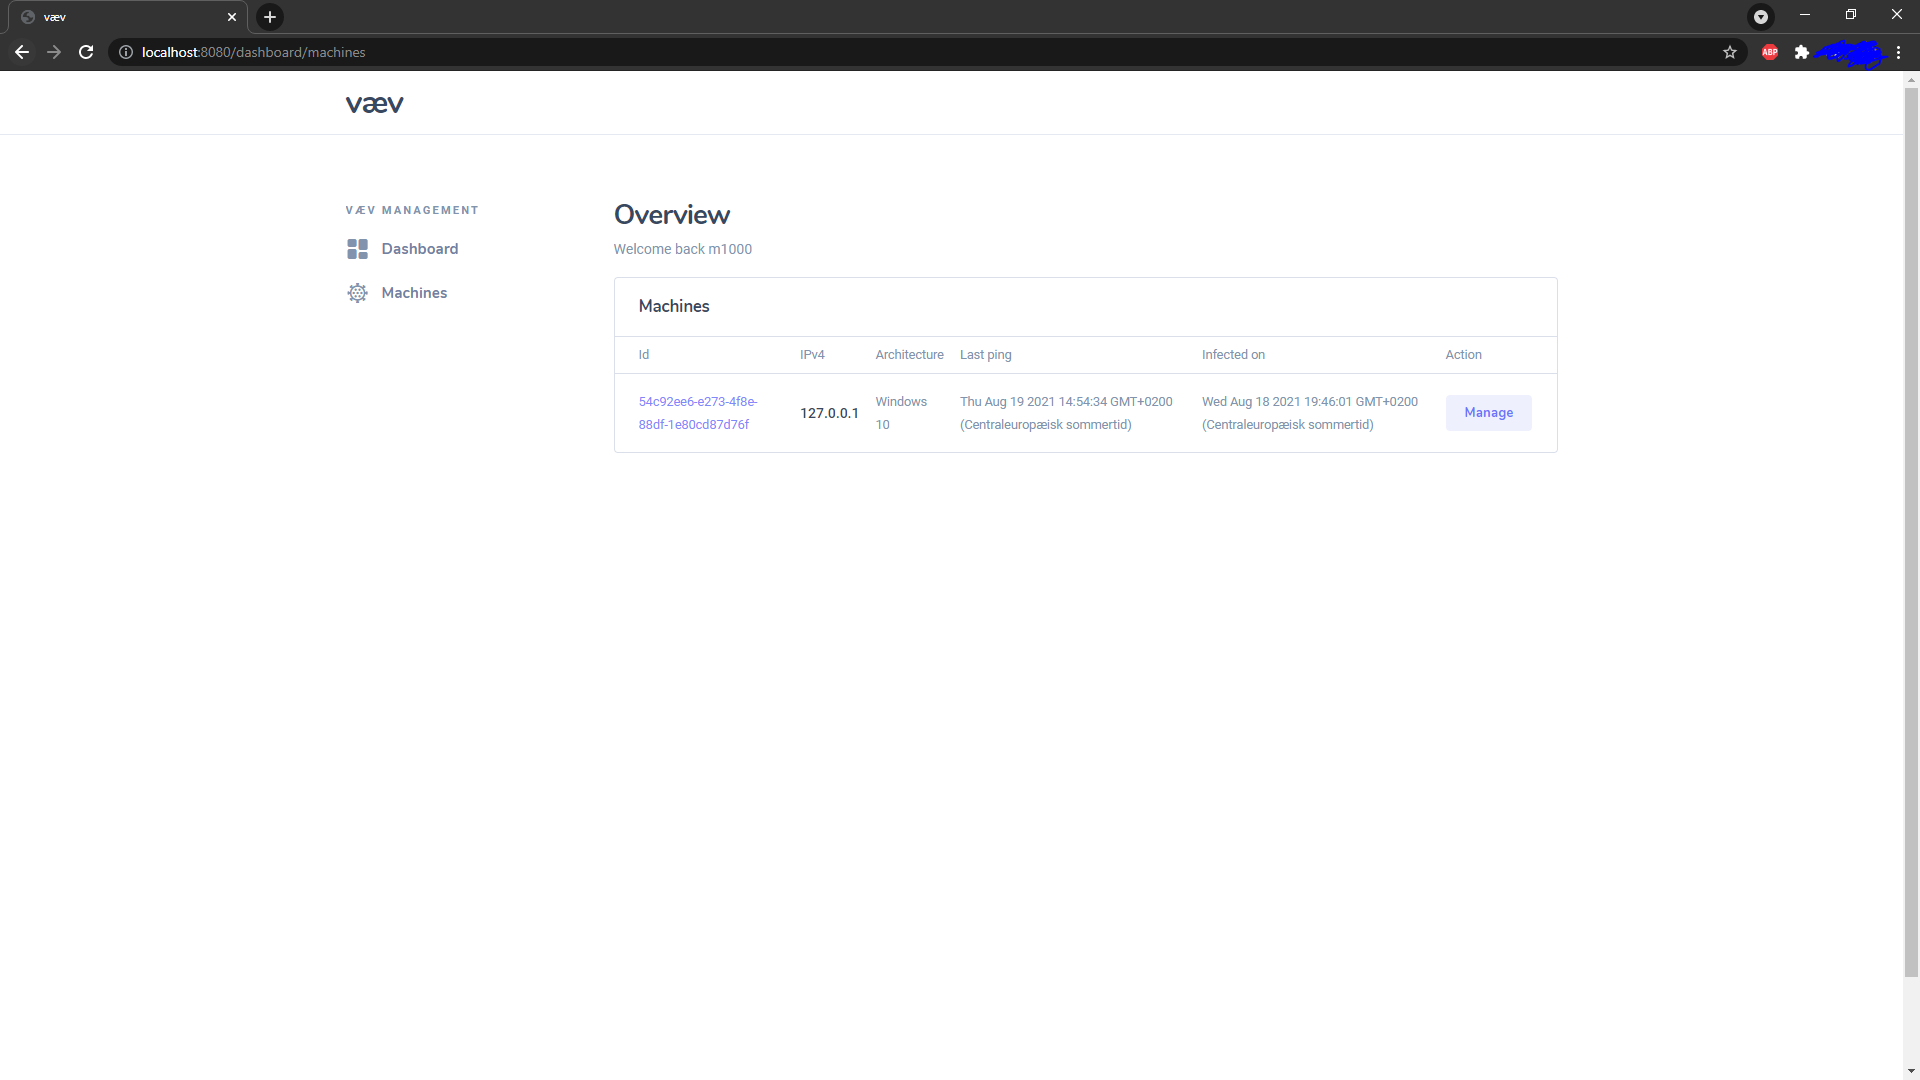 væv
localhost:8080/dashboard/machines
ABP
væv
VÆV MANAGEMENT
Dashboard
Machines
Overview
Welcome back m1000
Machines
Id IPv4 Architecture Last ping Infected on Action
54c92ee6-e273-4f8e-
88df-1e80cd87d76f
127.0.0.1
Windows
10
Thu Aug 19 2021 14:54:34 GMT+0200
(Centraleuropæisk sommertid)
Wed Aug 18 2021 19:46:01 GMT+0200
(Centraleuropæisk sommertid)
Manage